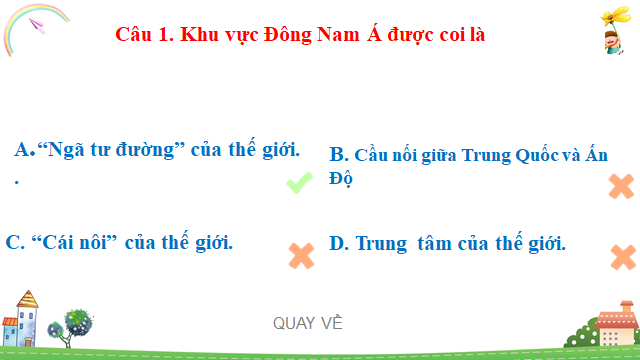 Câu 1. Khu vực Đông Nam Á được coi là
A. “Ngã tư đường” của thế giới.
.
B. Cầu nối giữa Trung Quốc và Ấn
Độ
C. “Cái nôi” của thế giới.
D. Trung tâm của thế giới.
QUAY VỀ